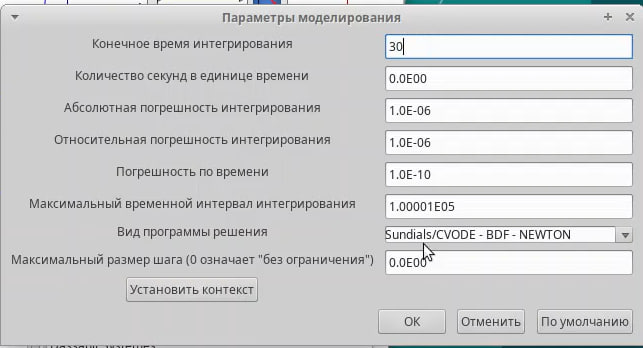 Параметры моделирования
Конечное время интегрирования 30
Количество секунд в единице времени 0.0E00
Абсолютная погрешность интегрирования 1.0E-06
Относительная погрешность интегрирования 1.0E-06
Погрешность по времени 1.0E-10
Максимальный временной интервал интегрирования 1.00001E05
Вид программы решения Sundials/CVODE - BDF - NEWTON
Максимальный размер шага (0 означает "без ограничения") 0.0E00
Установить контекст
OK Отменить По умолчанию